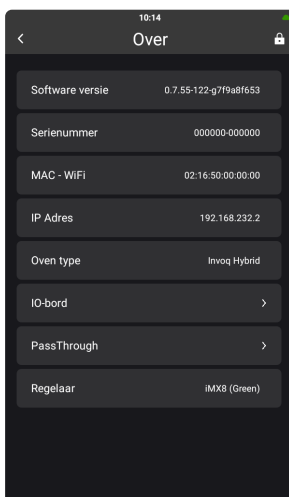 10:14
Over
Software versie 0.7.55-122-g7f9a8f653
Serienummer 000000-000000
MAC - WiFi 02:16:50:00:00:00
IP Adres 192.168.232.2
Oven type Invoq Hybrid
IO-bord
PassThrough
Regelaar iMX8 (Green)